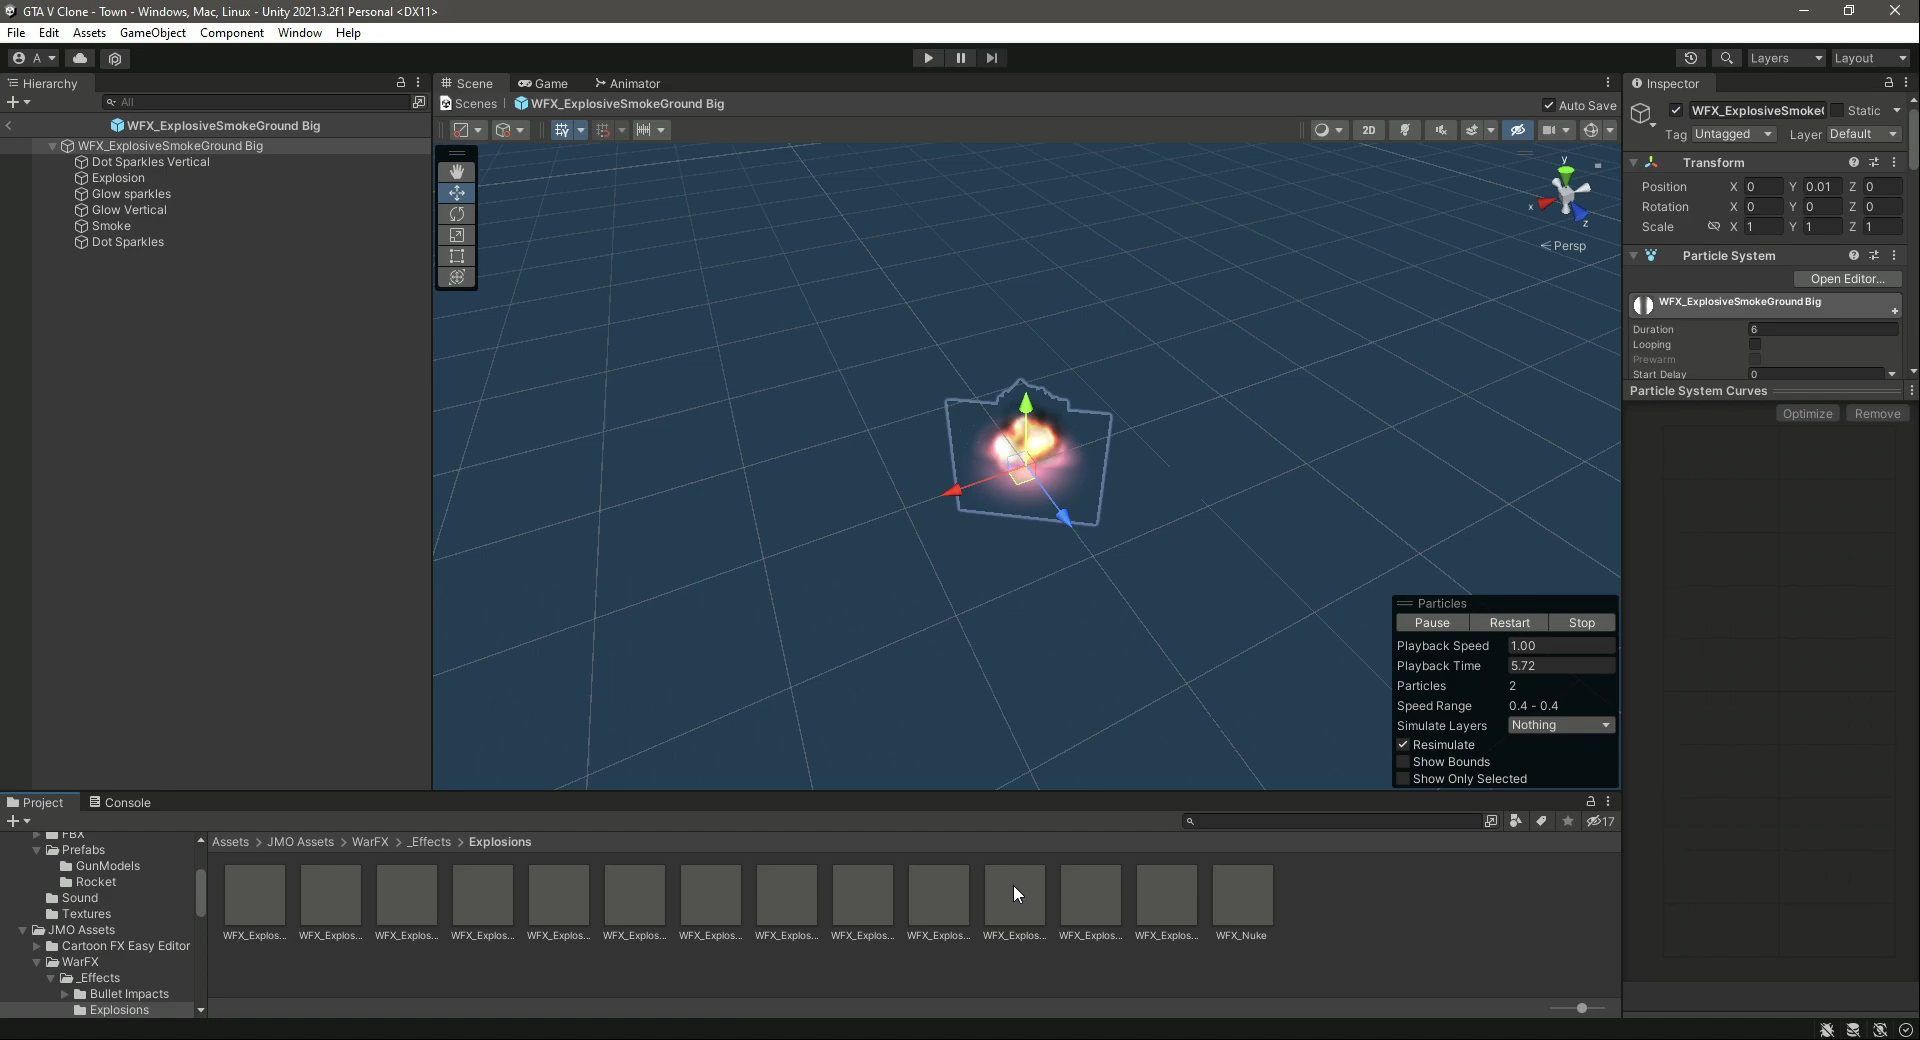 GTA V Clone - Town - Windows, Mac, Linux - Unity 2021.3.2f1 Personal <DX11>
File Edit Assets GameObject Component Window Help
A
Layers Layout
Hierarchy
All
WFX_ExplosiveSmokeGround Big
WFX_ExplosiveSmokeGround Big
Dot Sparkles Vertical
Explosion
Glow sparkles
Glow Vertical
Smoke
Dot Sparkles
Scene Game Animator
Scenes WFX_ExplosiveSmokeGround Big Auto Save
2D
y
x
z
< Persp
Particles
Pause Restart Stop
Playback Speed 1.00
Playback Time 5.72
Particles 2
Speed Range 0.4 - 0.4
Simulate Layers Nothing
Resimulate
Show Bounds
Show Only Selected
Inspector
WFX_ExplosiveSmoke( Static
Tag Untagged Layer Default
Transform
Position X 0 Y 0.01 Z 0
Rotation X 0 Y 0 Z 0
Scale X 1 Y 1 Z 1
Particle System
Open Editor...
WFX_ExplosiveSmokeGround Big
Duration 6
Looping
Prewarm
Start Delay 0
Particle System Curves
Optimize Remove
Project Console
17
FBX
Prefabs
GunModels
Rocket
Sound
Textures
JMO Assets
Cartoon FX Easy Editor
WarFX
_Effects
Bullet Impacts
Explosions
Assets > JMO Assets > WarFX > _Effects > Explosions
WFX_Explos... WFX_Explos... WFX_Explos... WFX_Explos... WFX_Explos... WFX_Explos... WFX_Explos... WFX_Explos... WFX_Explos... WFX_Explos... WFX_Explos... WFX_Explos... WFX_Explos... WFX_Nuke